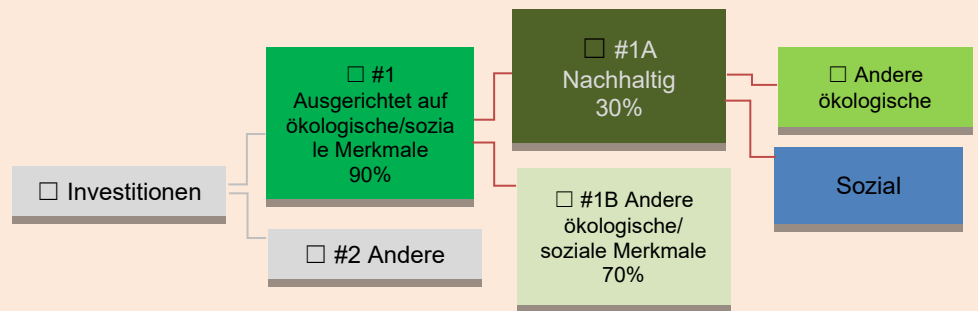 ☐ Investitionen
☐ #1
Ausgerichtet auf
ökologische/sozia
le Merkmale
90%
☐ #2 Andere
☐ #1A
Nachhaltig
30%
☐ #1B Andere
ökologische/
soziale Merkmale
70%
☐ Andere
ökologische
Sozial